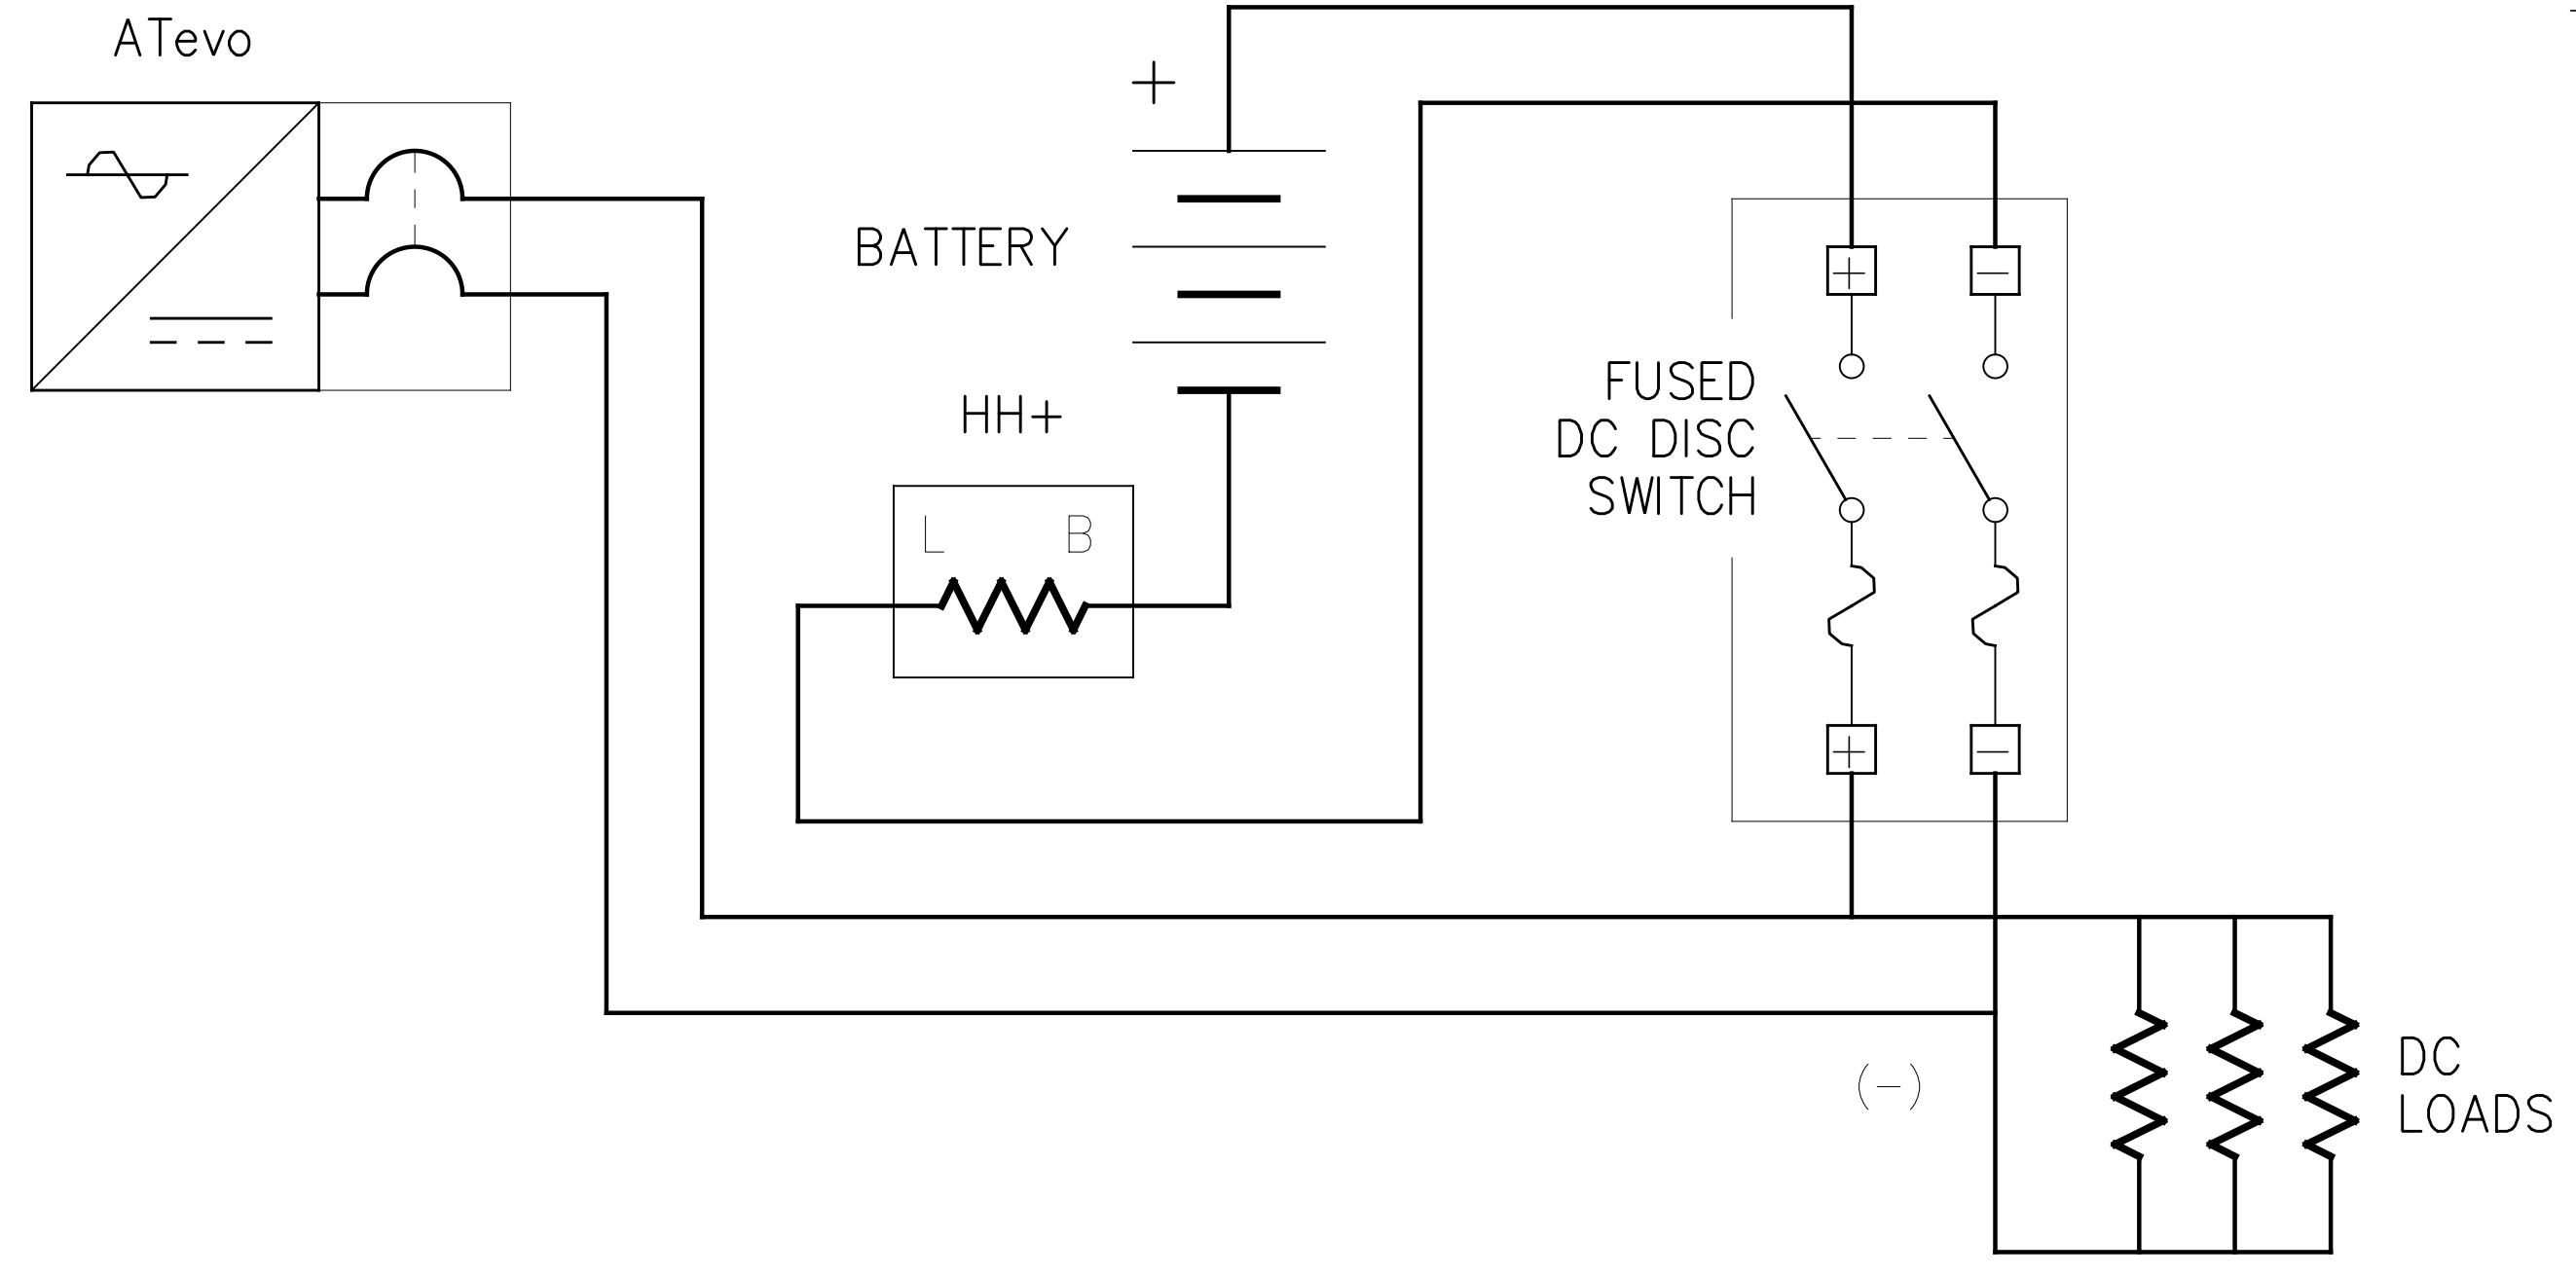 ATevo
+
BATTERY
HH+
L B
+ −
FUSED
DC DISC
SWITCH
+ −
(−)
DC
LOADS